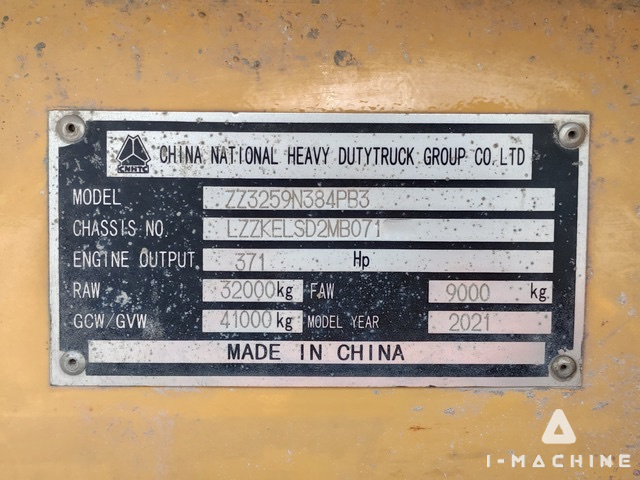 CNHTC
CHINA NATIONAL HEAVY DUTYTRUCK GROUP CO. LTD
MODEL ZZ3259N384PB3
CHASSIS NO. LZZKELSD2MB071
ENGINE OUTPUT 371 Hp
RAW 32000kg FAW 9000 kg
GCW/GVW 41000kg MODEL YEAR 2021
MADE IN CHINA
I-MACHINE